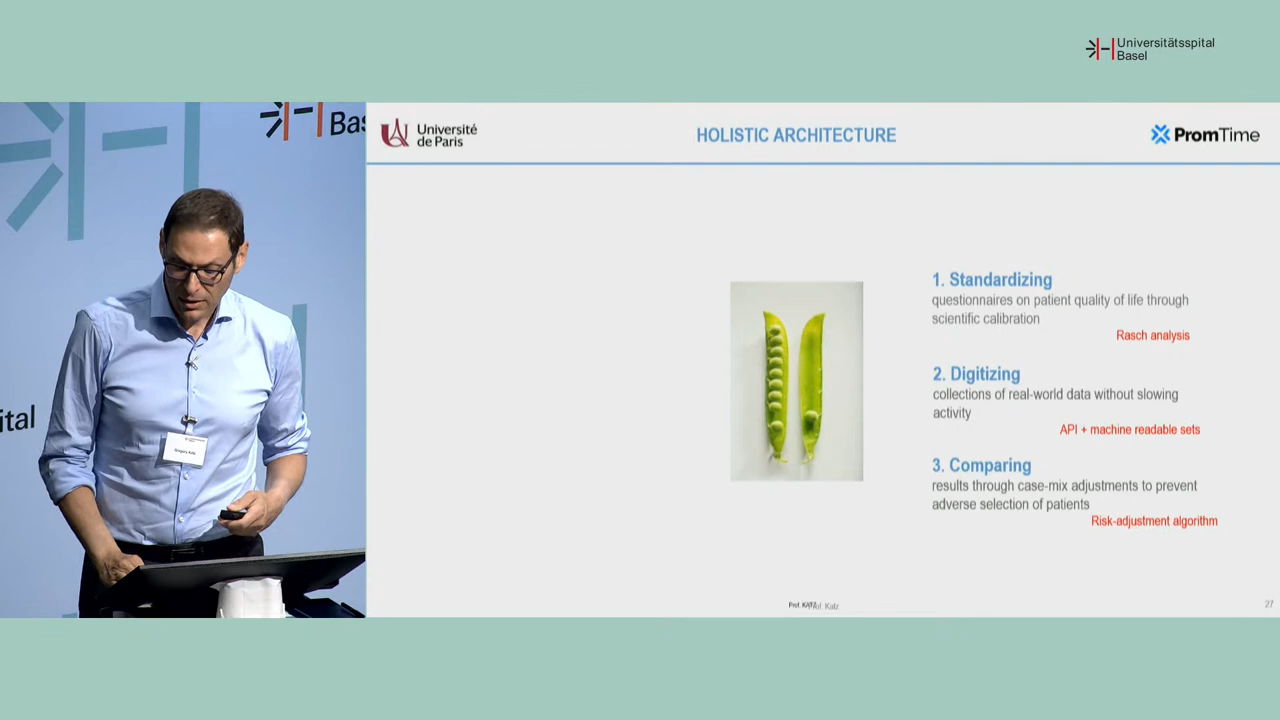 Universitätsspital
Basel
Bas
ital
Université
de Paris
HOLISTIC ARCHITECTURE
PromTime
1. Standardizing
questionnaires on patient quality of life through
scientific calibration
Rasch analysis
2. Digitizing
collections of real-world data without slowing
activity
API + machine readable sets
3. Comparing
results through case-mix adjustments to prevent
adverse selection of patients
Risk-adjustment algorithm
Prof. Katz
27